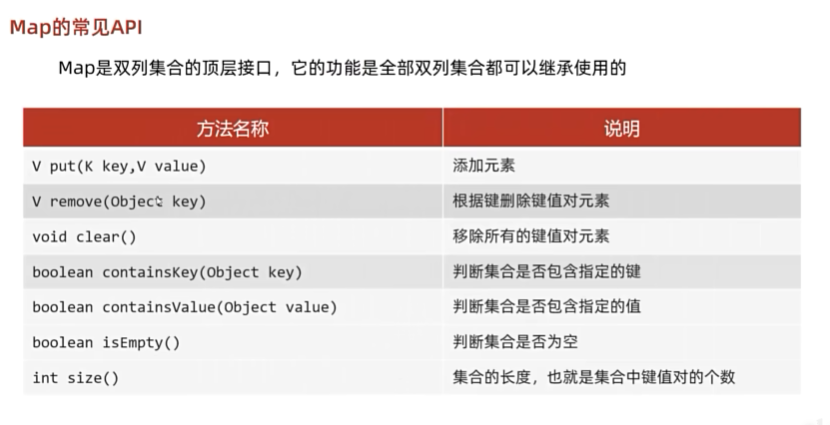 Map的常见API
Map是双列集合的顶层接口，它的功能是全部双列集合都可以继承使用的
方法名称 说明
V put(K key,V value) 添加元素
V remove(Object key) 根据键删除键值对元素
void clear() 移除所有的键值对元素
boolean containsKey(Object key) 判断集合是否包含指定的键
boolean containsValue(Object value) 判断集合是否包含指定的值
boolean isEmpty() 判断集合是否为空
int size() 集合的长度，也就是集合中键值对的个数